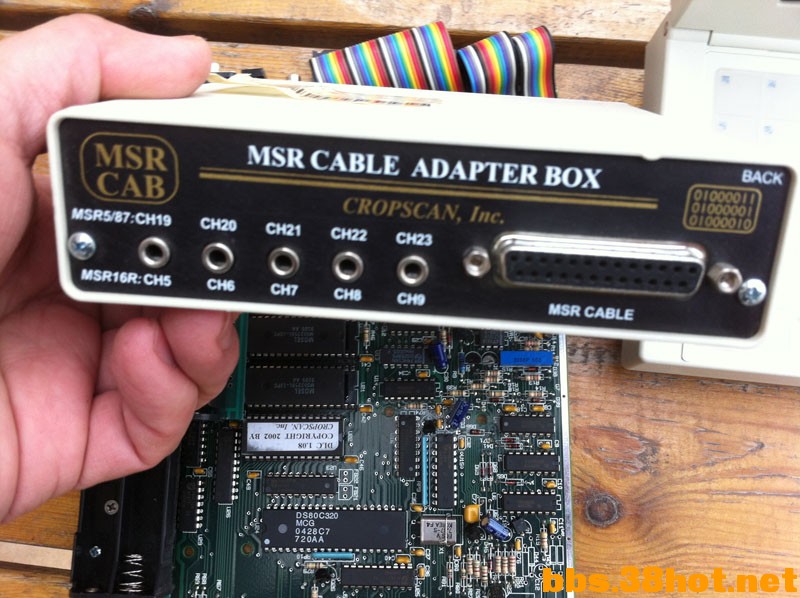 MSR
CAB
MSR CABLE ADAPTER BOX
BACK
CROPSCAN, Inc.
01000011
01000001
01000010
MSR5/87:CH19
CH20
CH21
CH22
CH23
MSR16R:CH5
CH6
CH7
CH8
CH9
MSR CABLE
DLC 1.08
COPYRIGHT 2002 BY
CROPSCAN, Inc.
DS80C320
MCG
0428C7
720AA
bbs.38hot.net